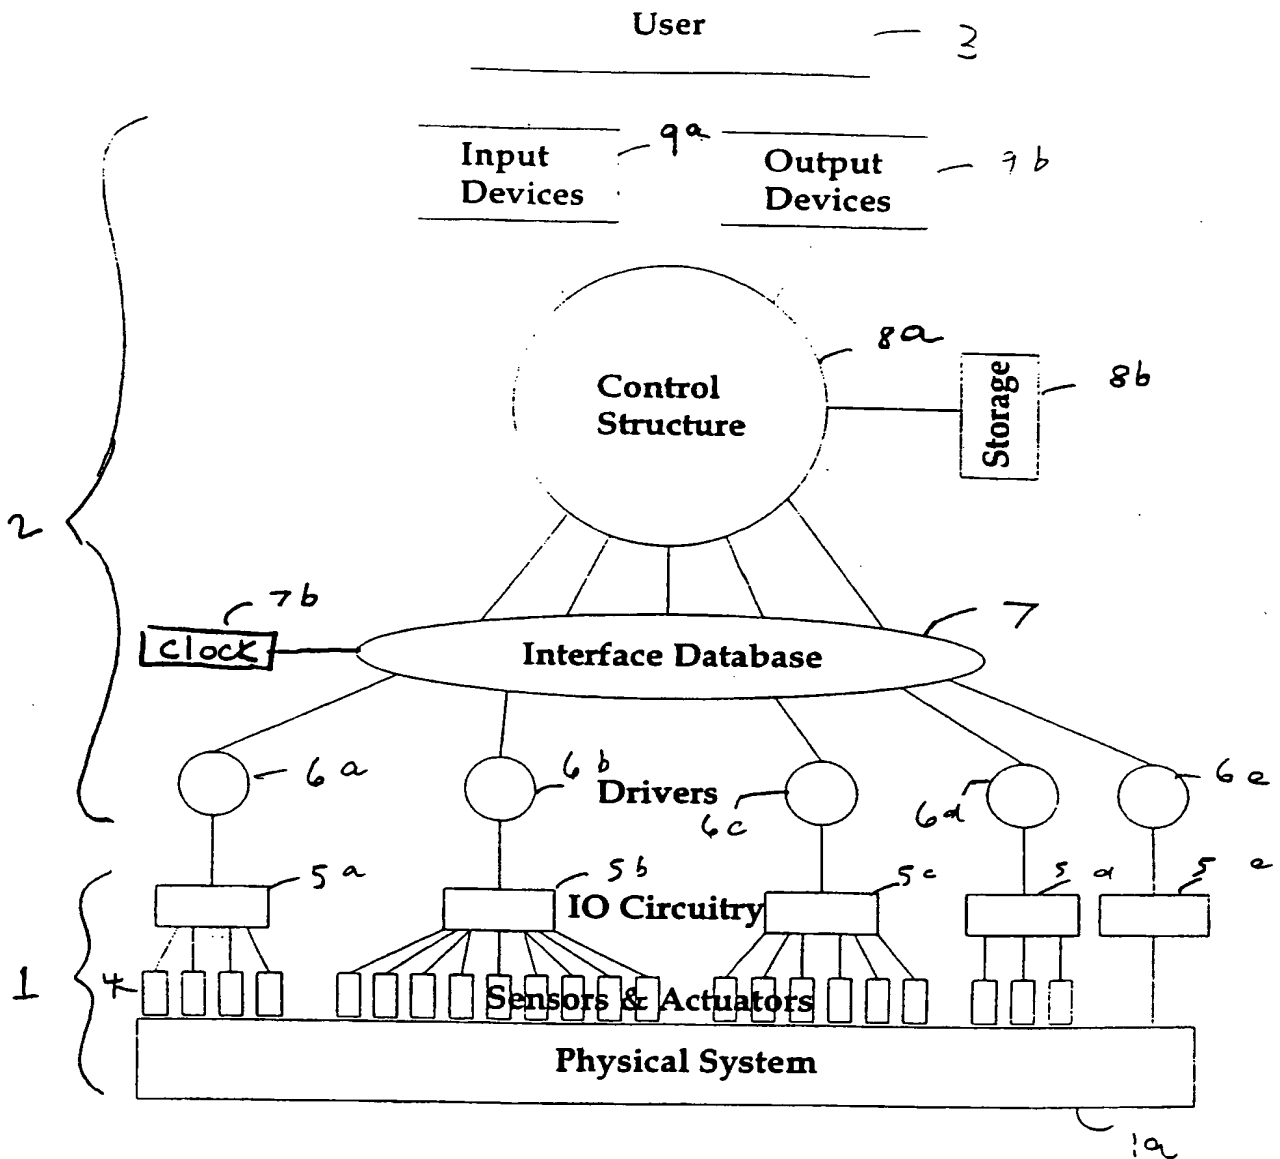 User
3
Input
Devices
9a
Output
Devices
9b
Control
Structure
8a
Storage
8b
2
7b
clock
7
Interface Database
6a
6b
Drivers
6c
6d
6e
5a
5b
IO Circuitry
5c
5d
5e
1
4
Sensors & Actuators
Physical System
1a